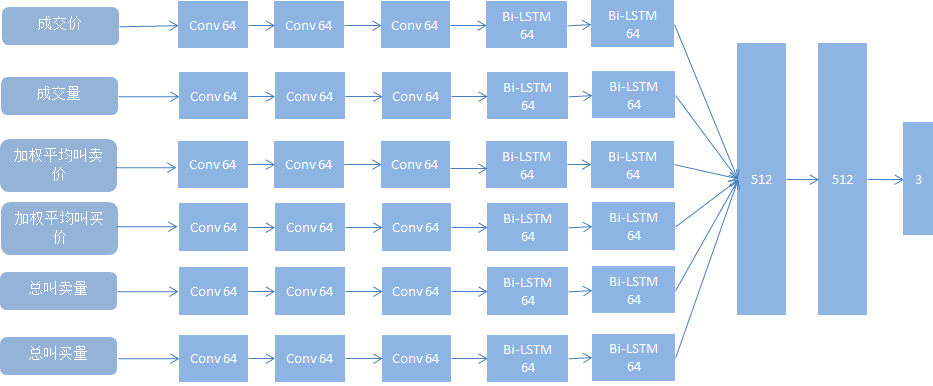 成交价
Conv 64
Conv 64
Conv 64
Bi-LSTM
64
Bi-LSTM
64
成交量
Conv 64
Conv 64
Conv 64
Bi-LSTM
64
Bi-LSTM
64
加权平均叫卖
价
Conv 64
Conv 64
Conv 64
Bi-LSTM
64
Bi-LSTM
64
加权平均叫买
价
Conv 64
Conv 64
Conv 64
Bi-LSTM
64
Bi-LSTM
64
总叫卖量
Conv 64
Conv 64
Conv 64
Bi-LSTM
64
Bi-LSTM
64
总叫买量
Conv 64
Conv 64
Conv 64
Bi-LSTM
64
Bi-LSTM
64
512
512
3